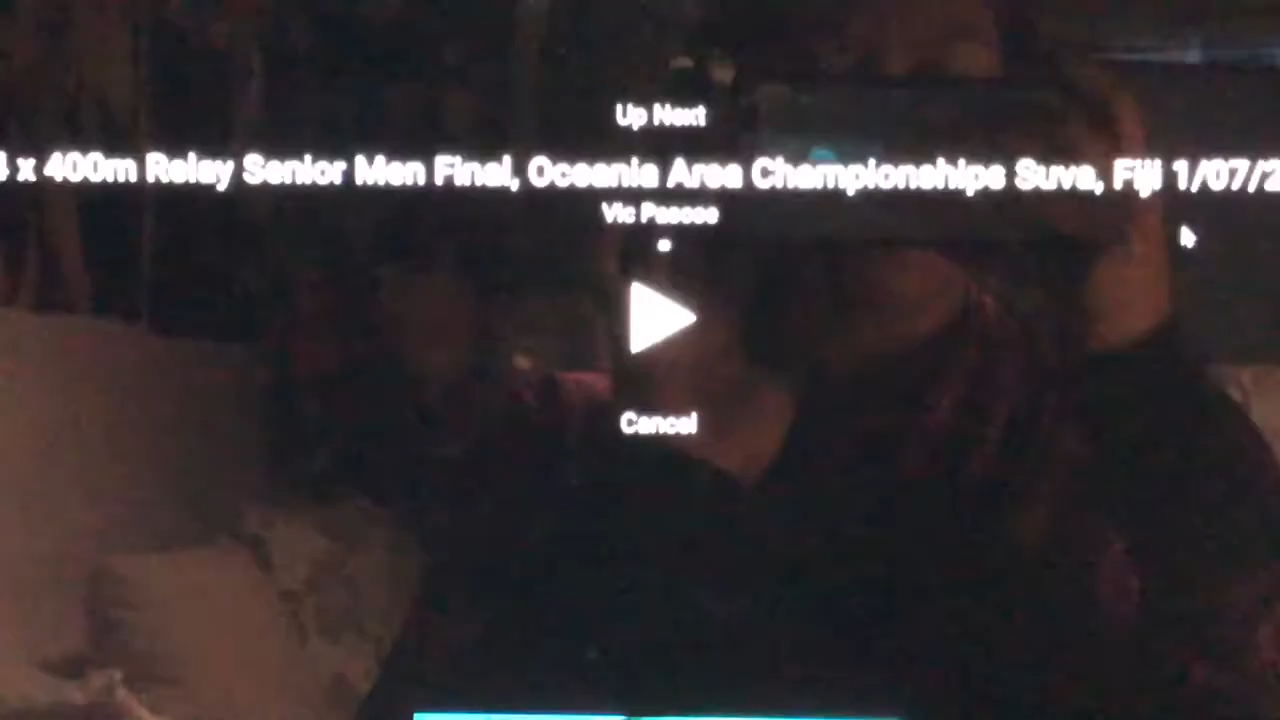 Up Next
4 x 400m Relay Senior Men Final, Oceania Area Championships Suva, Fiji 1/07/2
Vic Pascoe
Cancel